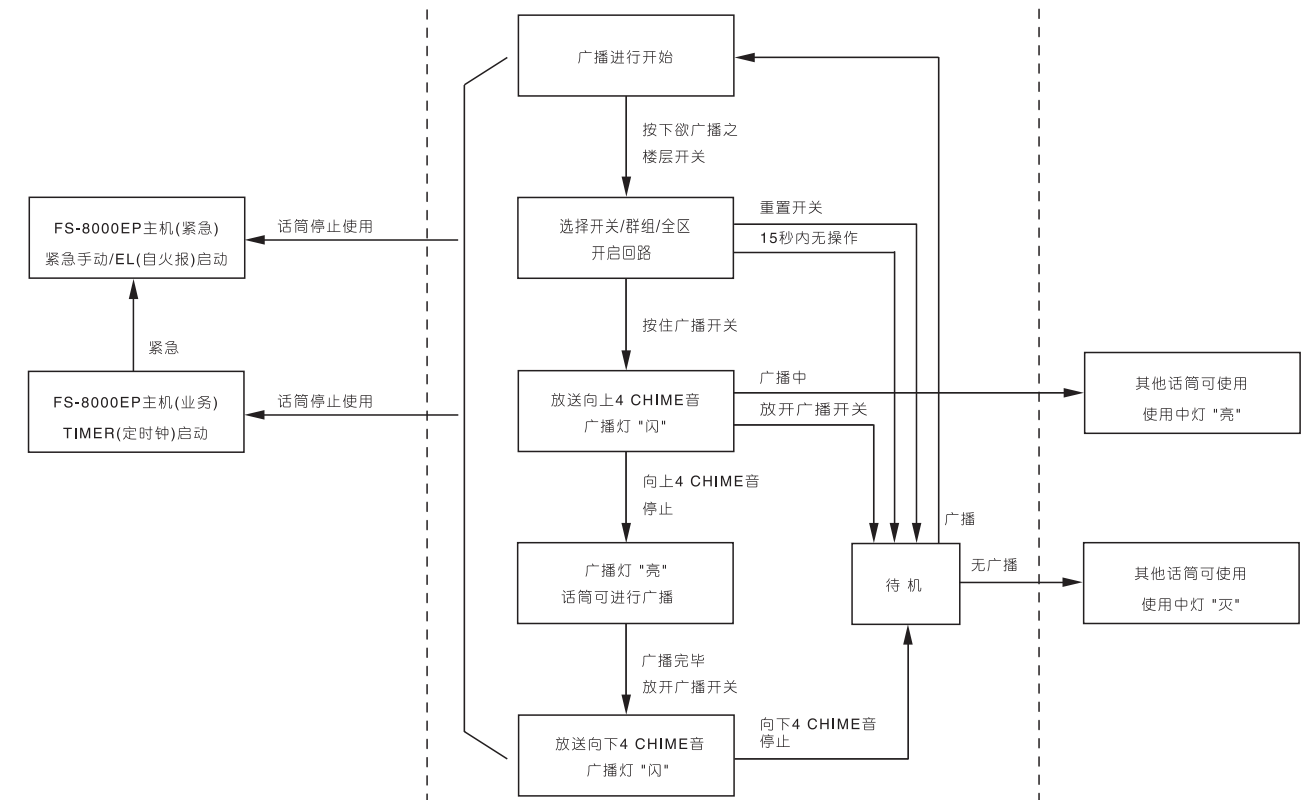 广播进行开始
按下欲广播之
楼层开关
FS-8000EP主机(紧急)
紧急手动/EL(自火报)启动
话筒停止使用
选择开关/群组/全区
开启回路
重置开关
15秒内无操作
按住广播开关
紧急
FS-8000EP主机(业务)
TIMER(定时钟)启动
话筒停止使用
放送向上4 CHIME音
广播灯 "闪"
广播中
放开广播开关
其他话筒可使用
使用中灯 "亮"
向上4 CHIME音
停止
广播
广播灯 "亮"
话筒可进行广播
待 机
无广播
其他话筒可使用
使用中灯 "灭"
广播完毕
放开广播开关
放送向下4 CHIME音
广播灯 "闪"
向下4 CHIME音
停止